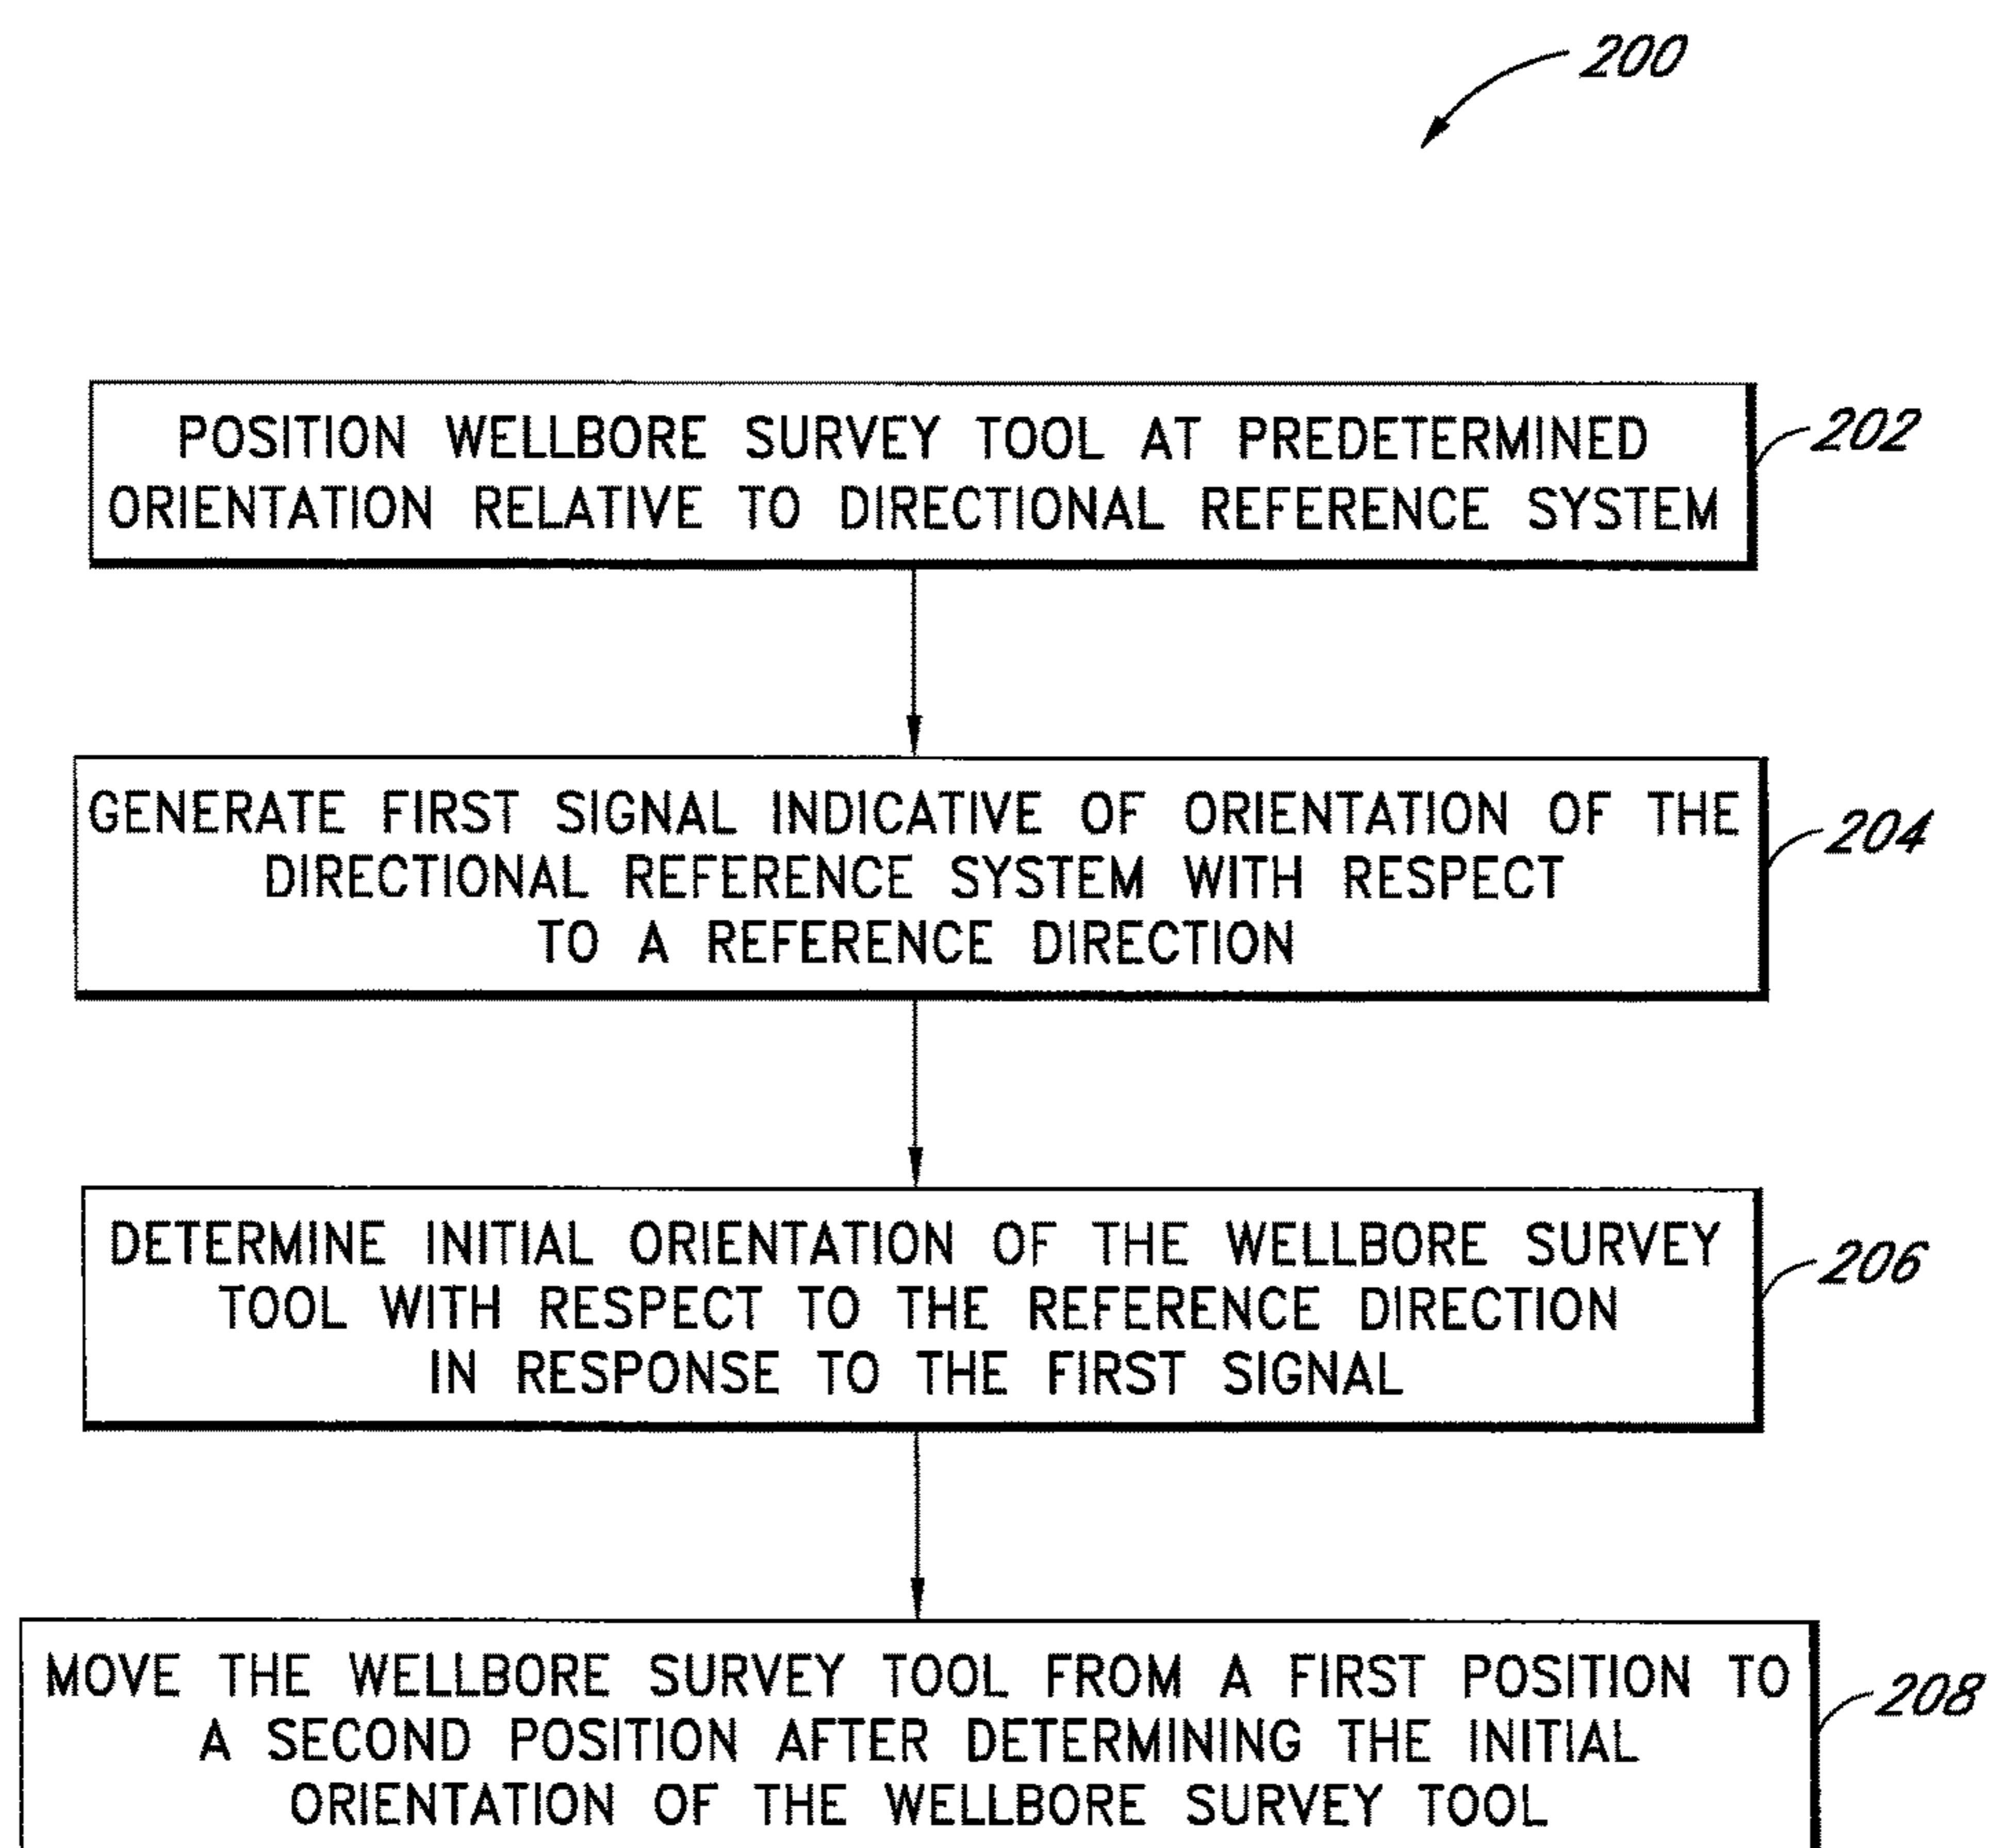 200
POSITION WELLBORE SURVEY TOOL AT PREDETERMINED
ORIENTATION RELATIVE TO DIRECTIONAL REFERENCE SYSTEM
202
GENERATE FIRST SIGNAL INDICATIVE OF ORIENTATION OF THE
DIRECTIONAL REFERENCE SYSTEM WITH RESPECT
TO A REFERENCE DIRECTION
204
DETERMINE INITIAL ORIENTATION OF THE WELLBORE SURVEY
TOOL WITH RESPECT TO THE REFERENCE DIRECTION
IN RESPONSE TO THE FIRST SIGNAL
206
MOVE THE WELLBORE SURVEY TOOL FROM A FIRST POSITION TO
A SECOND POSITION AFTER DETERMINING THE INITIAL
ORIENTATION OF THE WELLBORE SURVEY TOOL
208